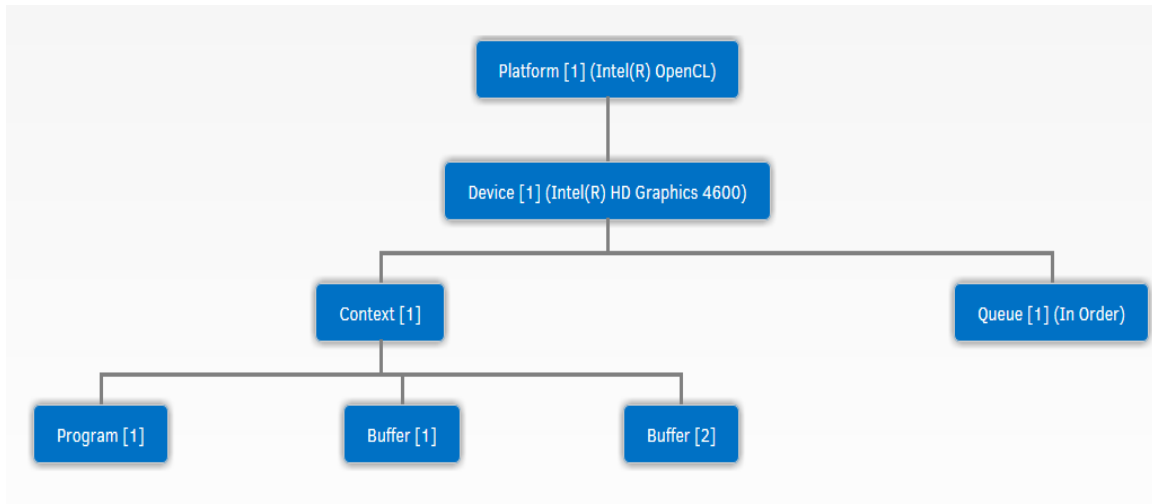 Platform [1] (Intel(R) OpenCL)
Device [1] (Intel(R) HD Graphics 4600)
Context [1]
Queue [1] (In Order)
Program [1]
Buffer [1]
Buffer [2]